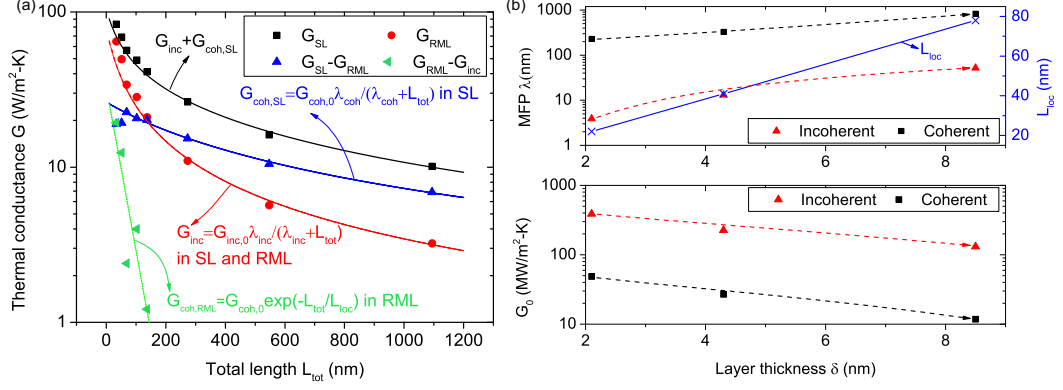 (a)
Thermal conductance G (W/m²-K)
100
10
1
G_SL
G_RML
G_SL-G_RML
G_RML-G_inc
G_inc+G_coh,SL
G_coh,SL=G_coh,0λ_coh/(λ_coh+L_tot) in SL
G_inc=G_inc,0λ_inc/(λ_inc+L_tot)
in SL and RML
G_coh,RML=G_coh,0exp(-L_tot/L_loc) in RML
0 200 400 600 800 1000 1200
Total length L_tot (nm)
(b)
MFP λ(nm)
1000
100
10
1
L_loc
Incoherent
Coherent
80
60
40
20
L_loc(nm)
2 4 6 8
G_0 (MW/m²-K)
1000
100
10
Incoherent
Coherent
2 4 6 8
Layer thickness δ (nm)